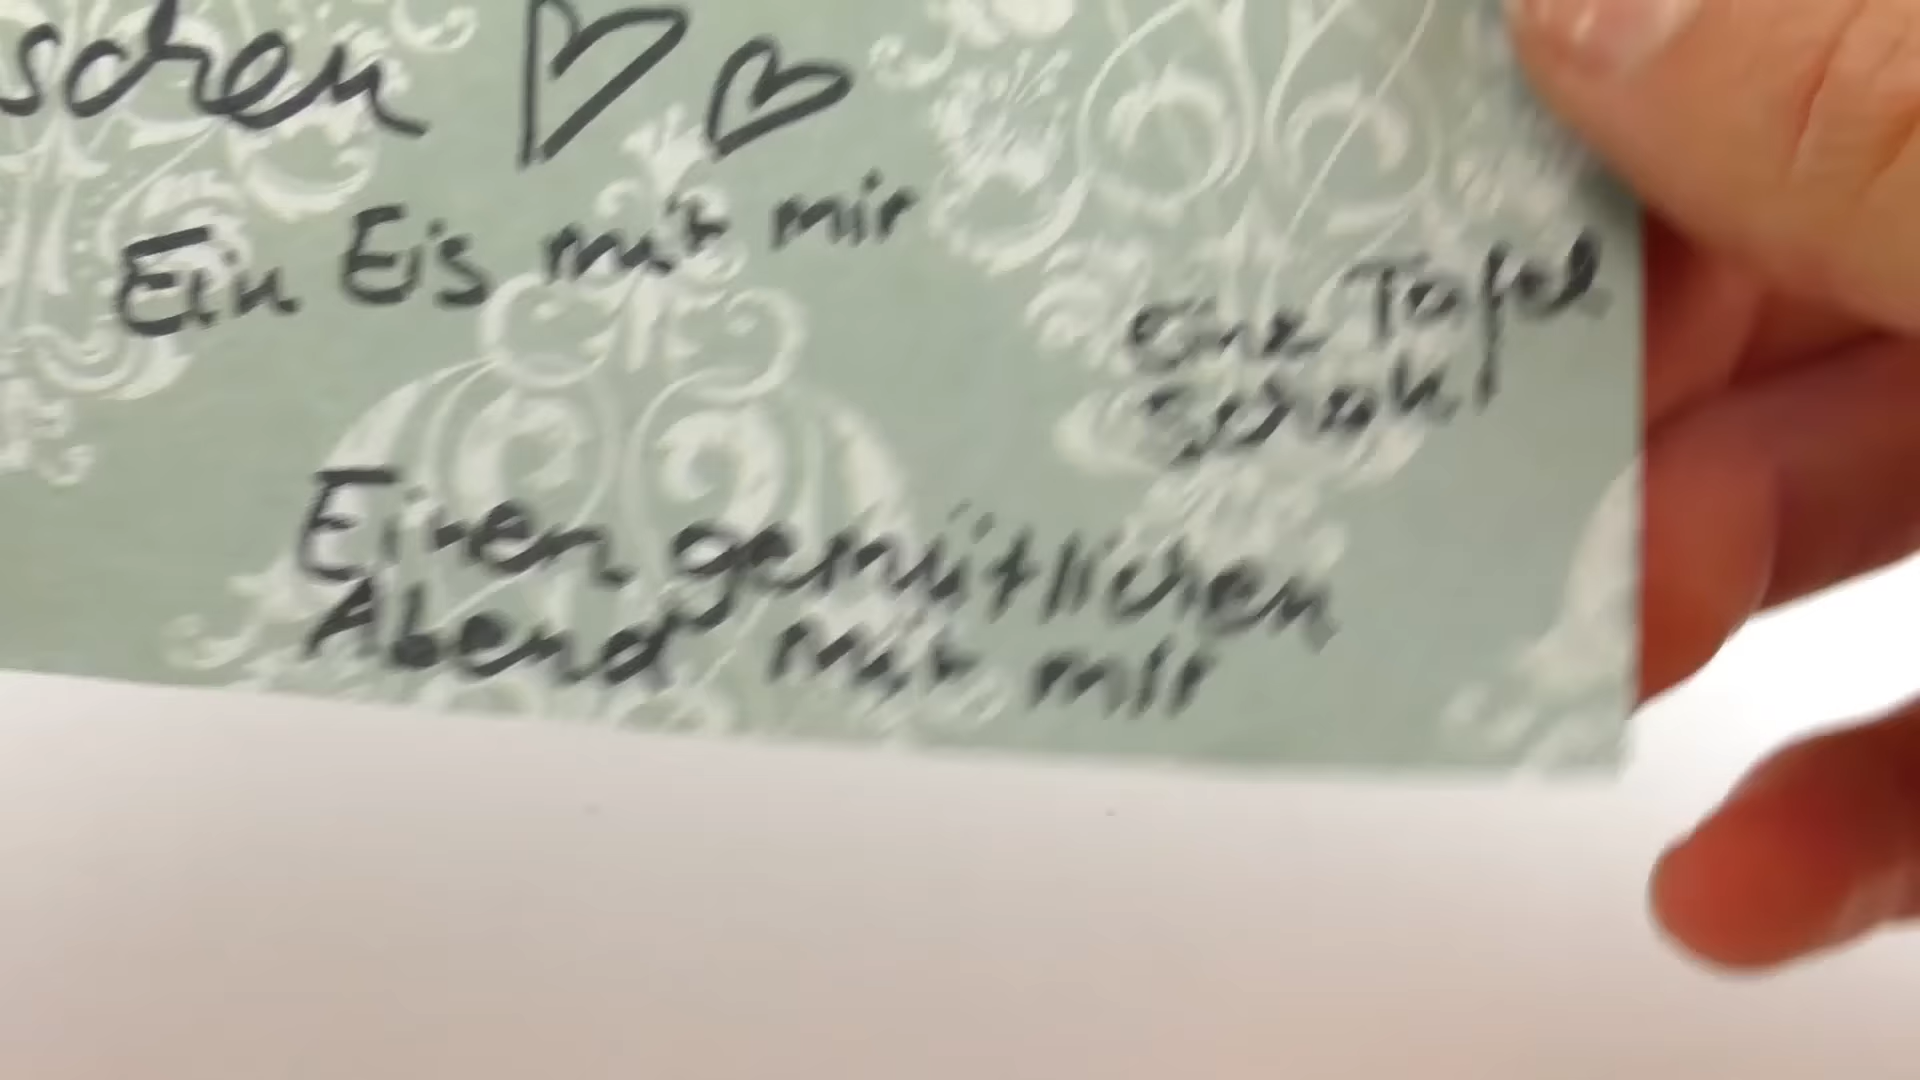 schen
Ein Eis mit mir
Eine Tafel
Schoki
Einen gemütlichen
Abend mit mir